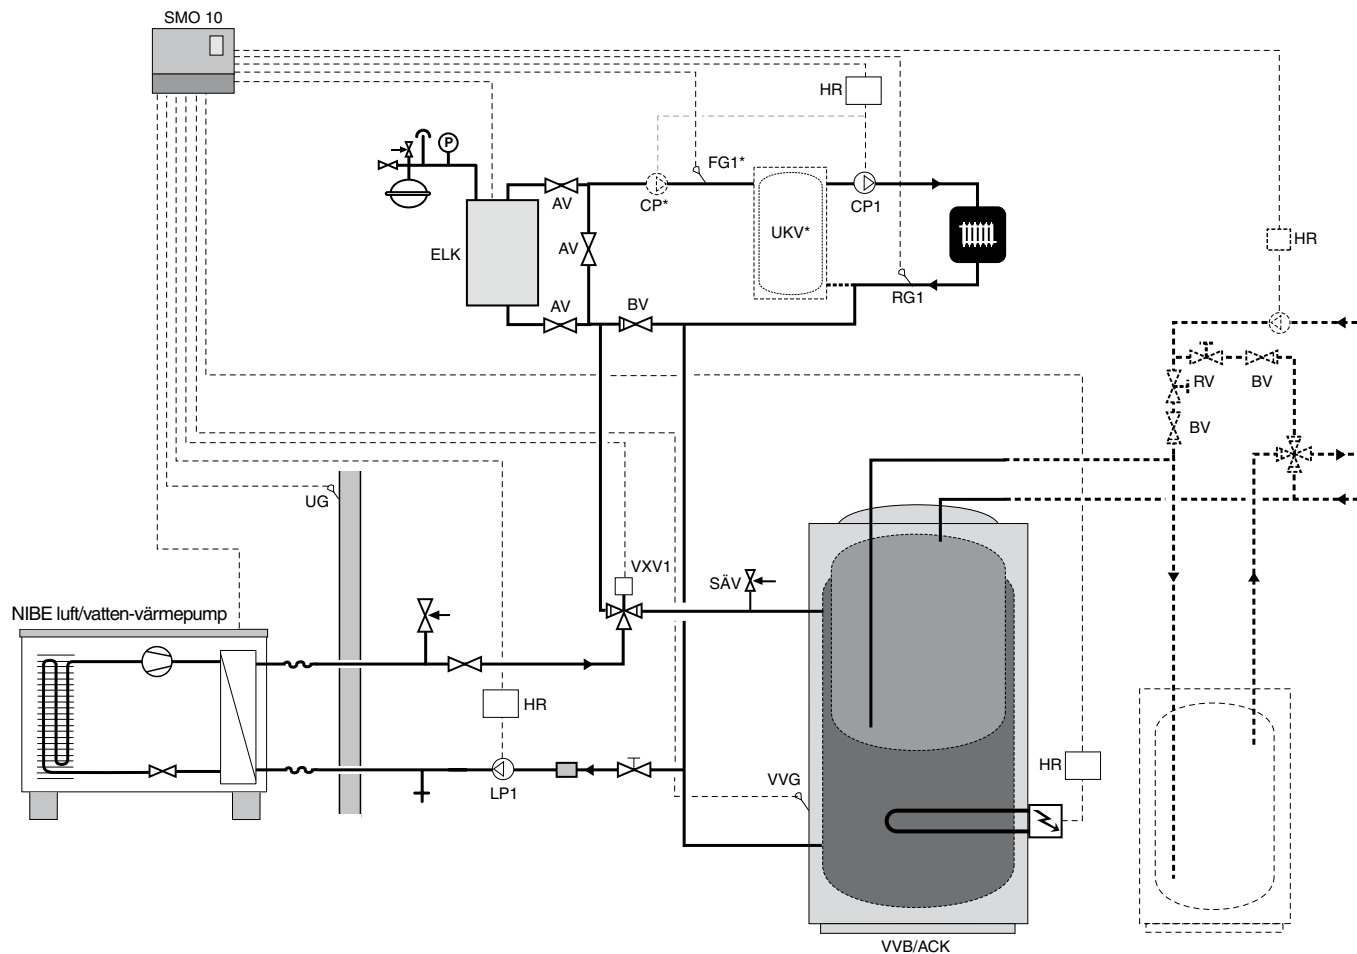 SMO 10
HR
P
FG1*
AV
CP*
CP1
UKV*
HR
ELK
AV
RG1
AV
BV
RV
BV
BV
UG
VXV1
SÄV
NIBE luft/vatten-värmepump
HR
HR
VVG
LP1
VVB/ACK